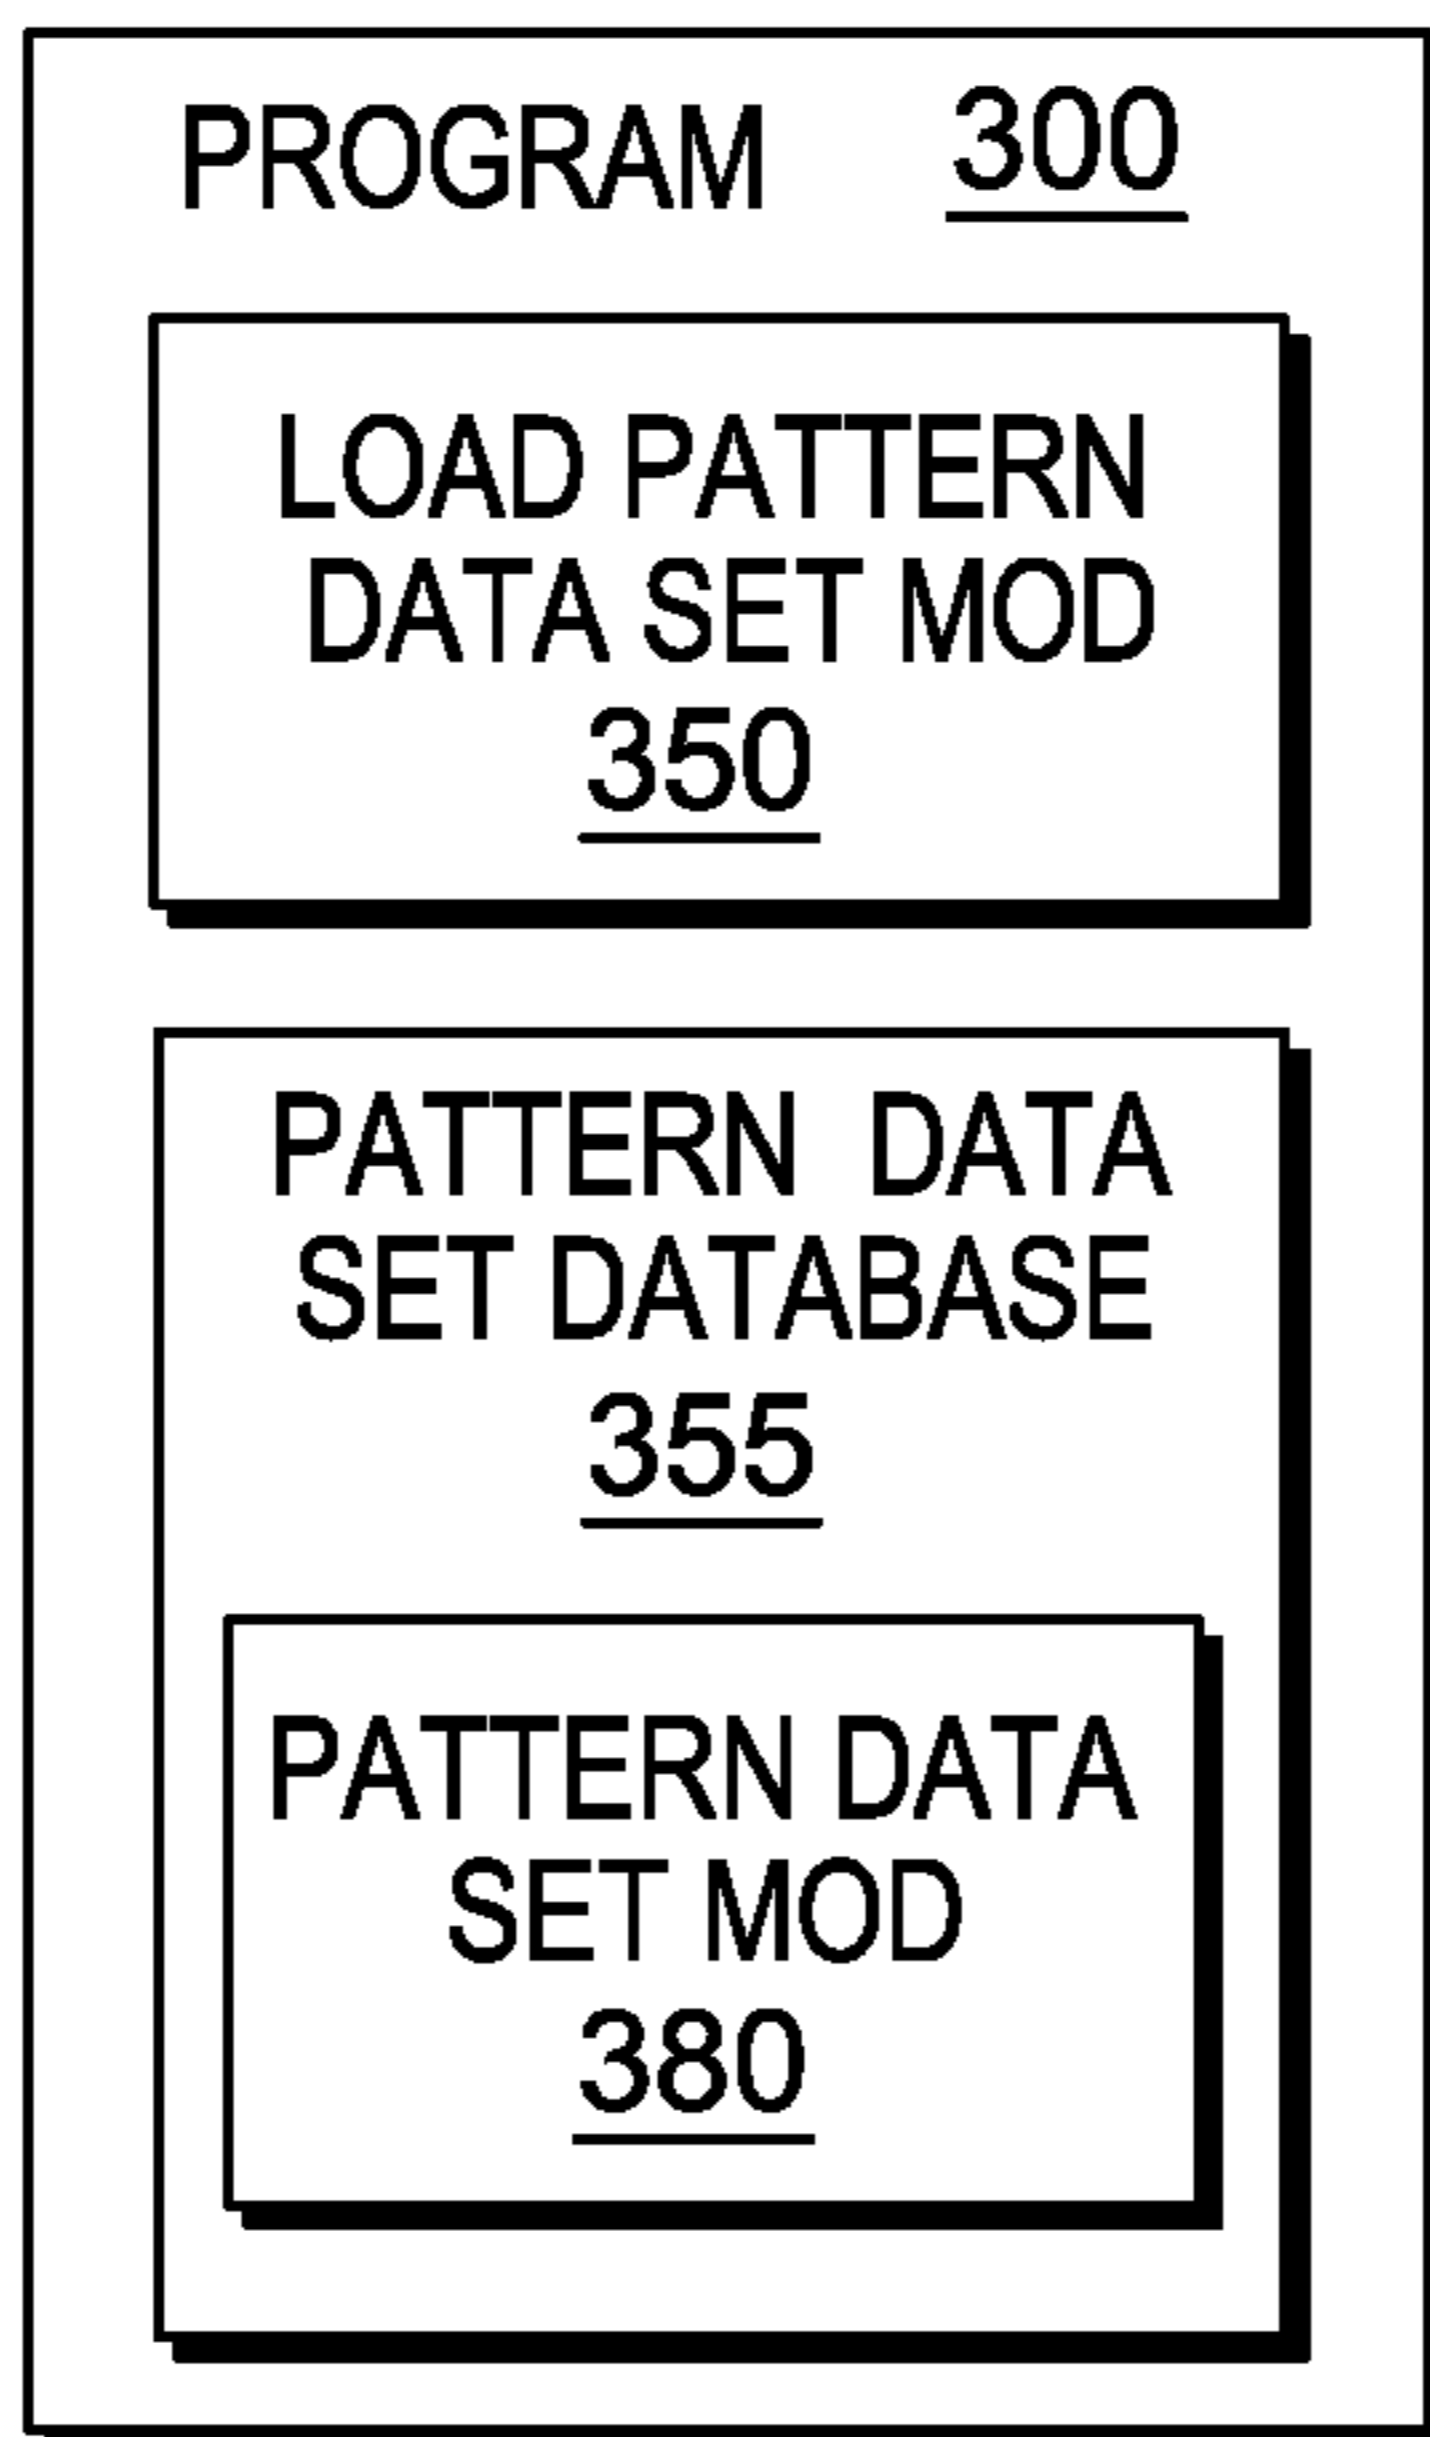 PROGRAM 300
LOAD PATTERN
DATA SET MOD
350
PATTERN DATA
SET DATABASE
355
PATTERN DATA
SET MOD
380